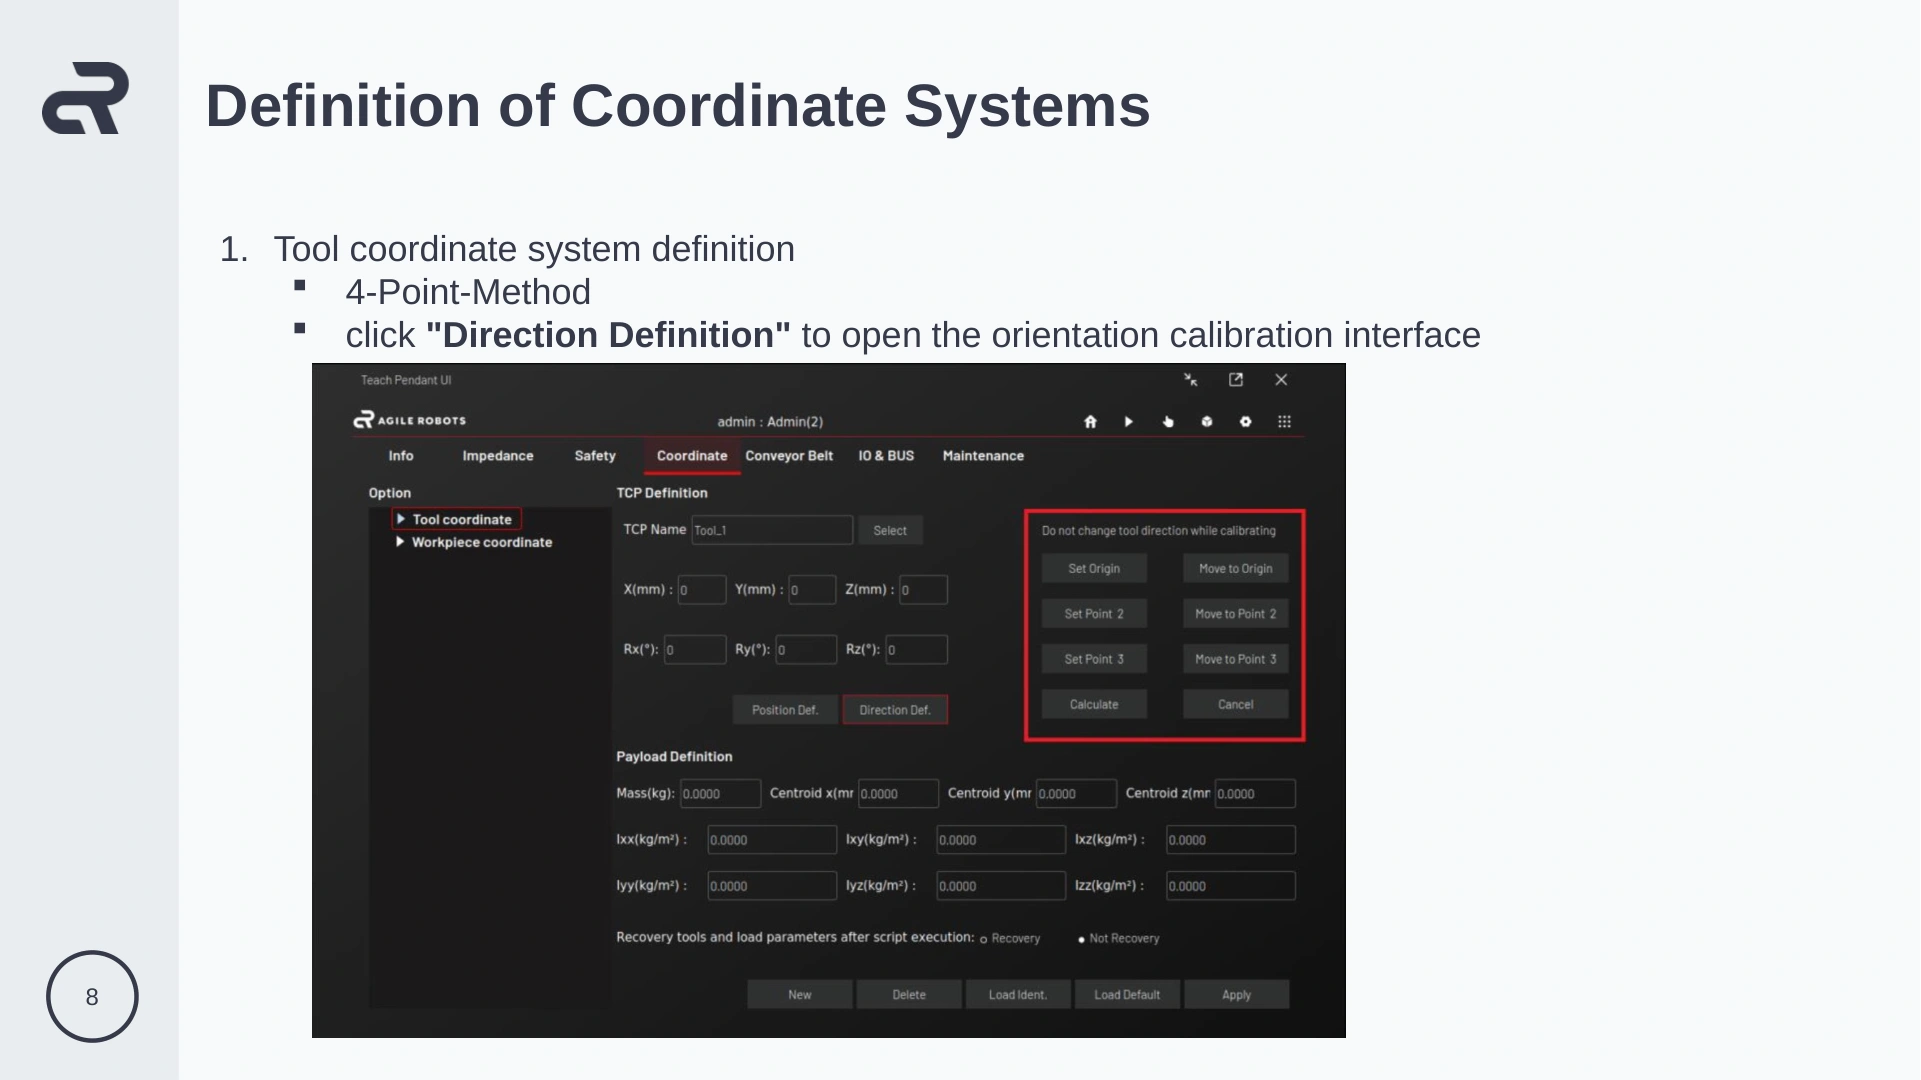 Definition of Coordinate Systems
1. Tool coordinate system definition
▪ 4-Point-Method
▪ click "Direction Definition" to open the orientation calibration interface
Teach Pendant UI
AGILE ROBOTS
admin : Admin(2)
Info Impedance Safety Coordinate Conveyor Belt IO & BUS Maintenance
Option
Tool coordinate
Workpiece coordinate
TCP Definition
TCP Name Tool_1 Select
X(mm) : 0 Y(mm) : 0 Z(mm) : 0
Rx(°): 0 Ry(°): 0 Rz(°): 0
Position Def. Direction Def.
Do not change tool direction while calibrating
Set Origin Move to Origin
Set Point 2 Move to Point 2
Set Point 3 Move to Point 3
Calculate Cancel
Payload Definition
Mass(kg): 0.0000 Centroid x(mr 0.0000 Centroid y(mr 0.0000 Centroid z(mr 0.0000
Ixx(kg/m²) : 0.0000 Ixy(kg/m²) : 0.0000 Ixz(kg/m²) : 0.0000
Iyy(kg/m²) : 0.0000 Iyz(kg/m²) : 0.0000 Izz(kg/m²) : 0.0000
Recovery tools and load parameters after script execution: Recovery Not Recovery
New Delete Load Ident. Load Default Apply
8